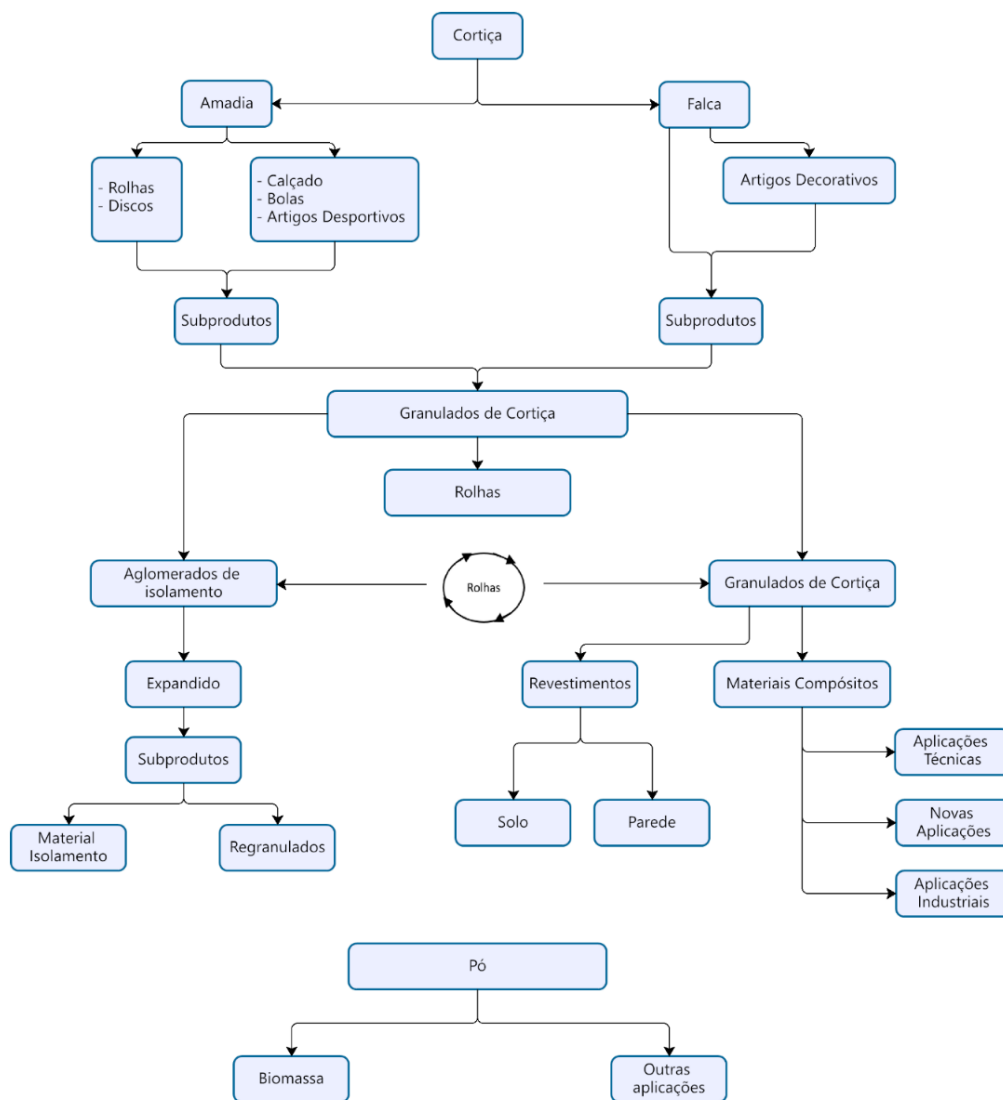 Cortiça
Amadia
Falca
- Rolhas
- Discos
- Calçado
- Bolas
- Artigos Desportivos
Artigos Decorativos
Subprodutos
Subprodutos
Granulados de Cortiça
Rolhas
Aglomerados de
isolamento
Rolhas
Granulados de Cortiça
Expandido
Revestimentos
Materiais Compósitos
Subprodutos
Aplicações
Técnicas
Material
Isolamento
Regranulados
Solo
Parede
Novas
Aplicações
Aplicações
Industriais
Pó
Biomassa
Outras
aplicações